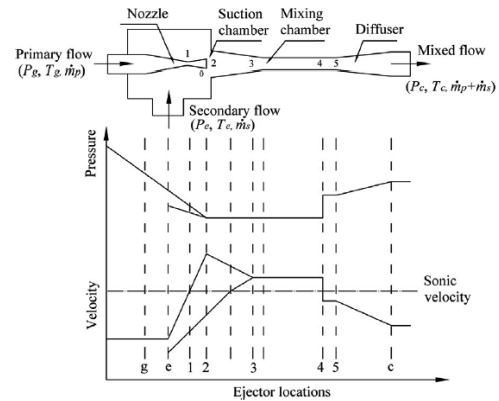 Nozzle
Suction
chamber
Mixing
chamber
Diffuser
Primary flow
(Pg, Tg, ṁp)
Mixed flow
(Pc, Tc, ṁp+ṁs)
1
0
2
3
4
5
Secondary flow
(Pe, Te, ṁs)
Pressure
Velocity
Sonic
velocity
g
e
1
2
3
4
5
c
Ejector locations